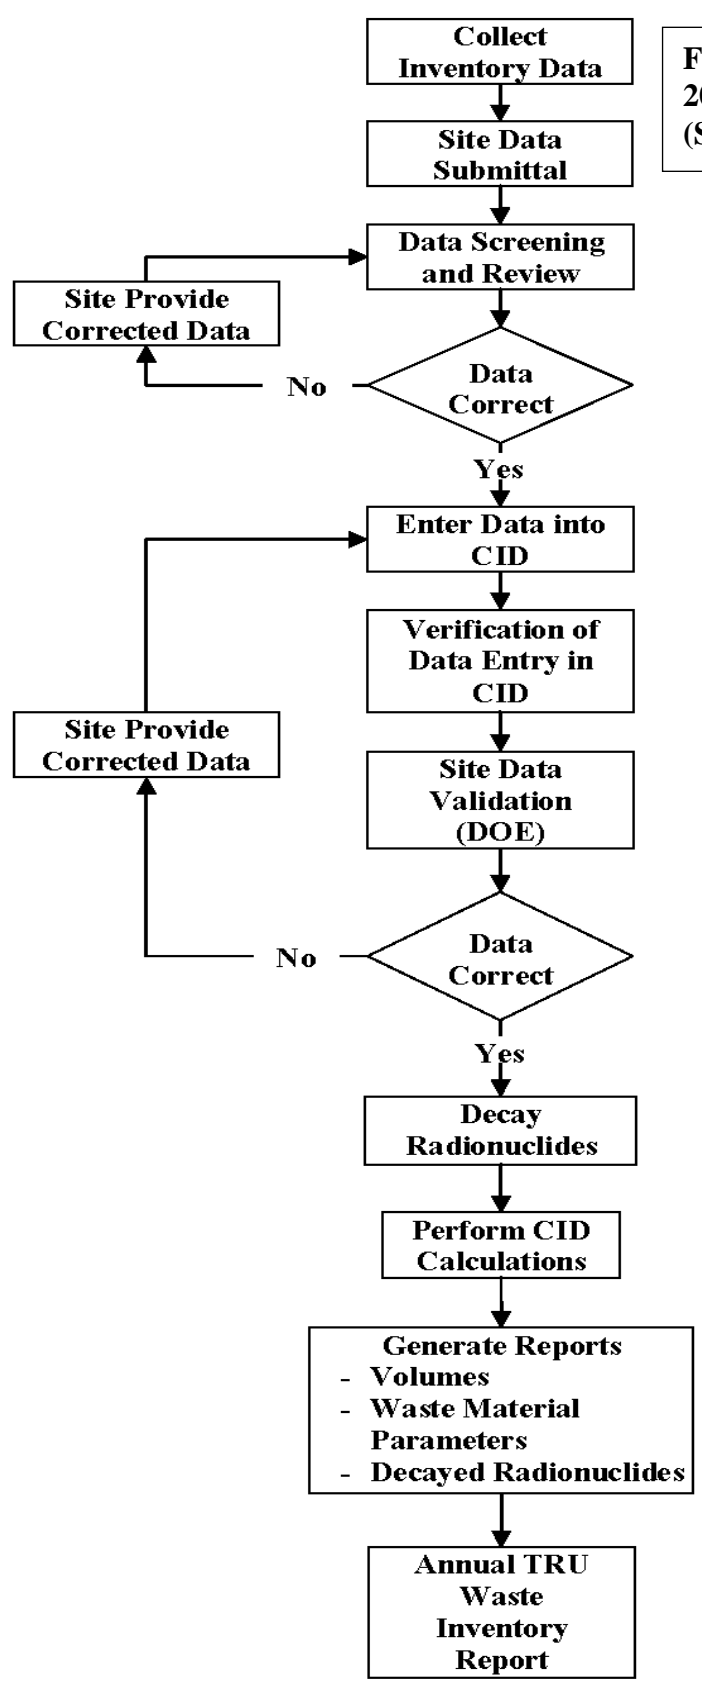 Collect
Inventory Data
Site Data
Submittal
Data Screening
and Review
Site Provide
Corrected Data
Data
Correct
No
Yes
Enter Data into
CID
Verification of
Data Entry in
CID
Site Provide
Corrected Data
Site Data
Validation
(DOE)
Data
Correct
No
Yes
Decay
Radionuclides
Perform CID
Calculations
Generate Reports
- Volumes
- Waste Material
Parameters
- Decayed Radionuclides
Annual TRU
Waste
Inventory
Report